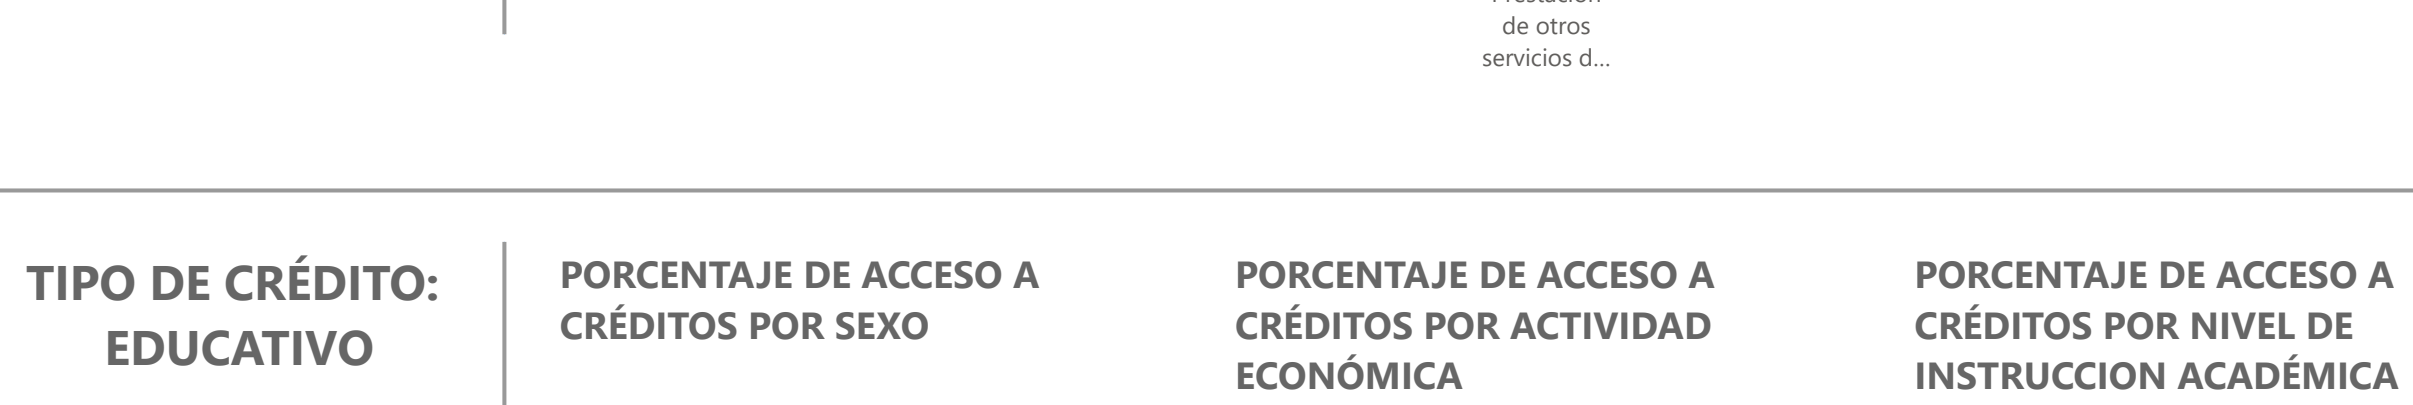 Prestación
de otros
servicios d...
TIPO DE CRÉDITO:
EDUCATIVO
PORCENTAJE DE ACCESO A
CRÉDITOS POR SEXO
PORCENTAJE DE ACCESO A
CRÉDITOS POR ACTIVIDAD
ECONÓMICA
PORCENTAJE DE ACCESO A
CRÉDITOS POR NIVEL DE
INSTRUCCION ACADÉMICA